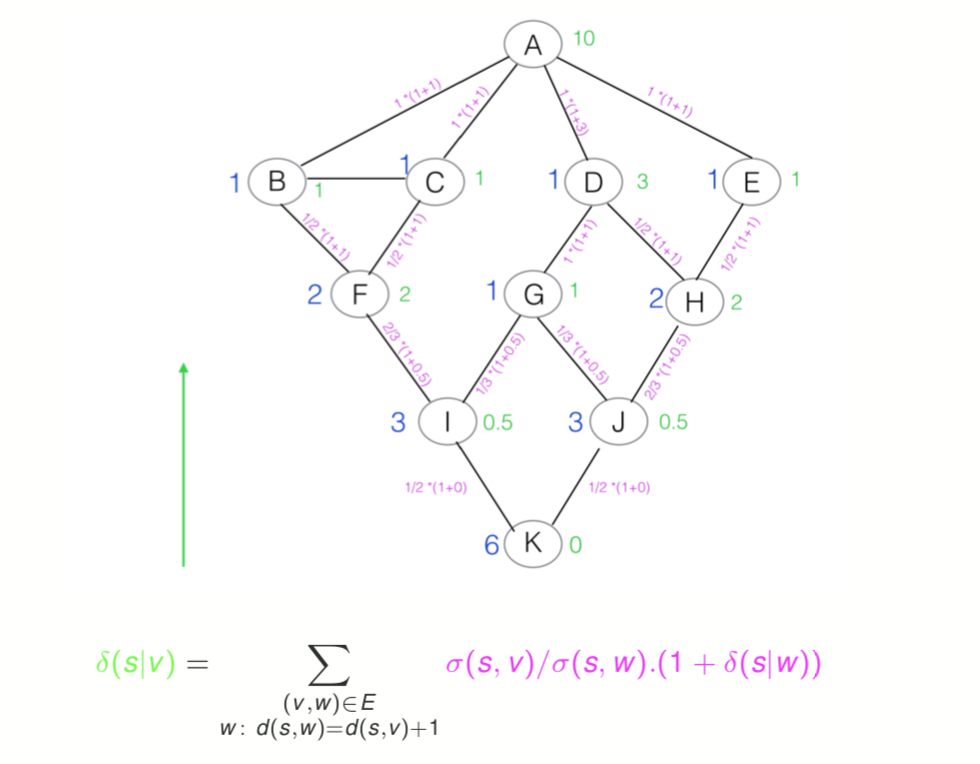 A 10
1 *(1+1) 1 *(1+1) 1 *(1+3) 1 *(1+1)
1 B 1 1 C 1 1 D 3 1 E 1
1/2 *(1+1) 1/2 *(1+1) 1 *(1+1) 1/2 *(1+1) 1/2 *(1+1)
2 F 2 1 G 1 2 H 2
2/3 *(1+0.5) 1/3 *(1+0.5) 1/3 *(1+0.5) 2/3 *(1+0.5)
3 I 0.5 3 J 0.5
1/2 *(1+0) 1/2 *(1+0)
6 K 0
δ(s|v) = ∑ σ(s, v)/σ(s, w).(1 + δ(s|w))
(v,w)∈E
w: d(s,w)=d(s,v)+1